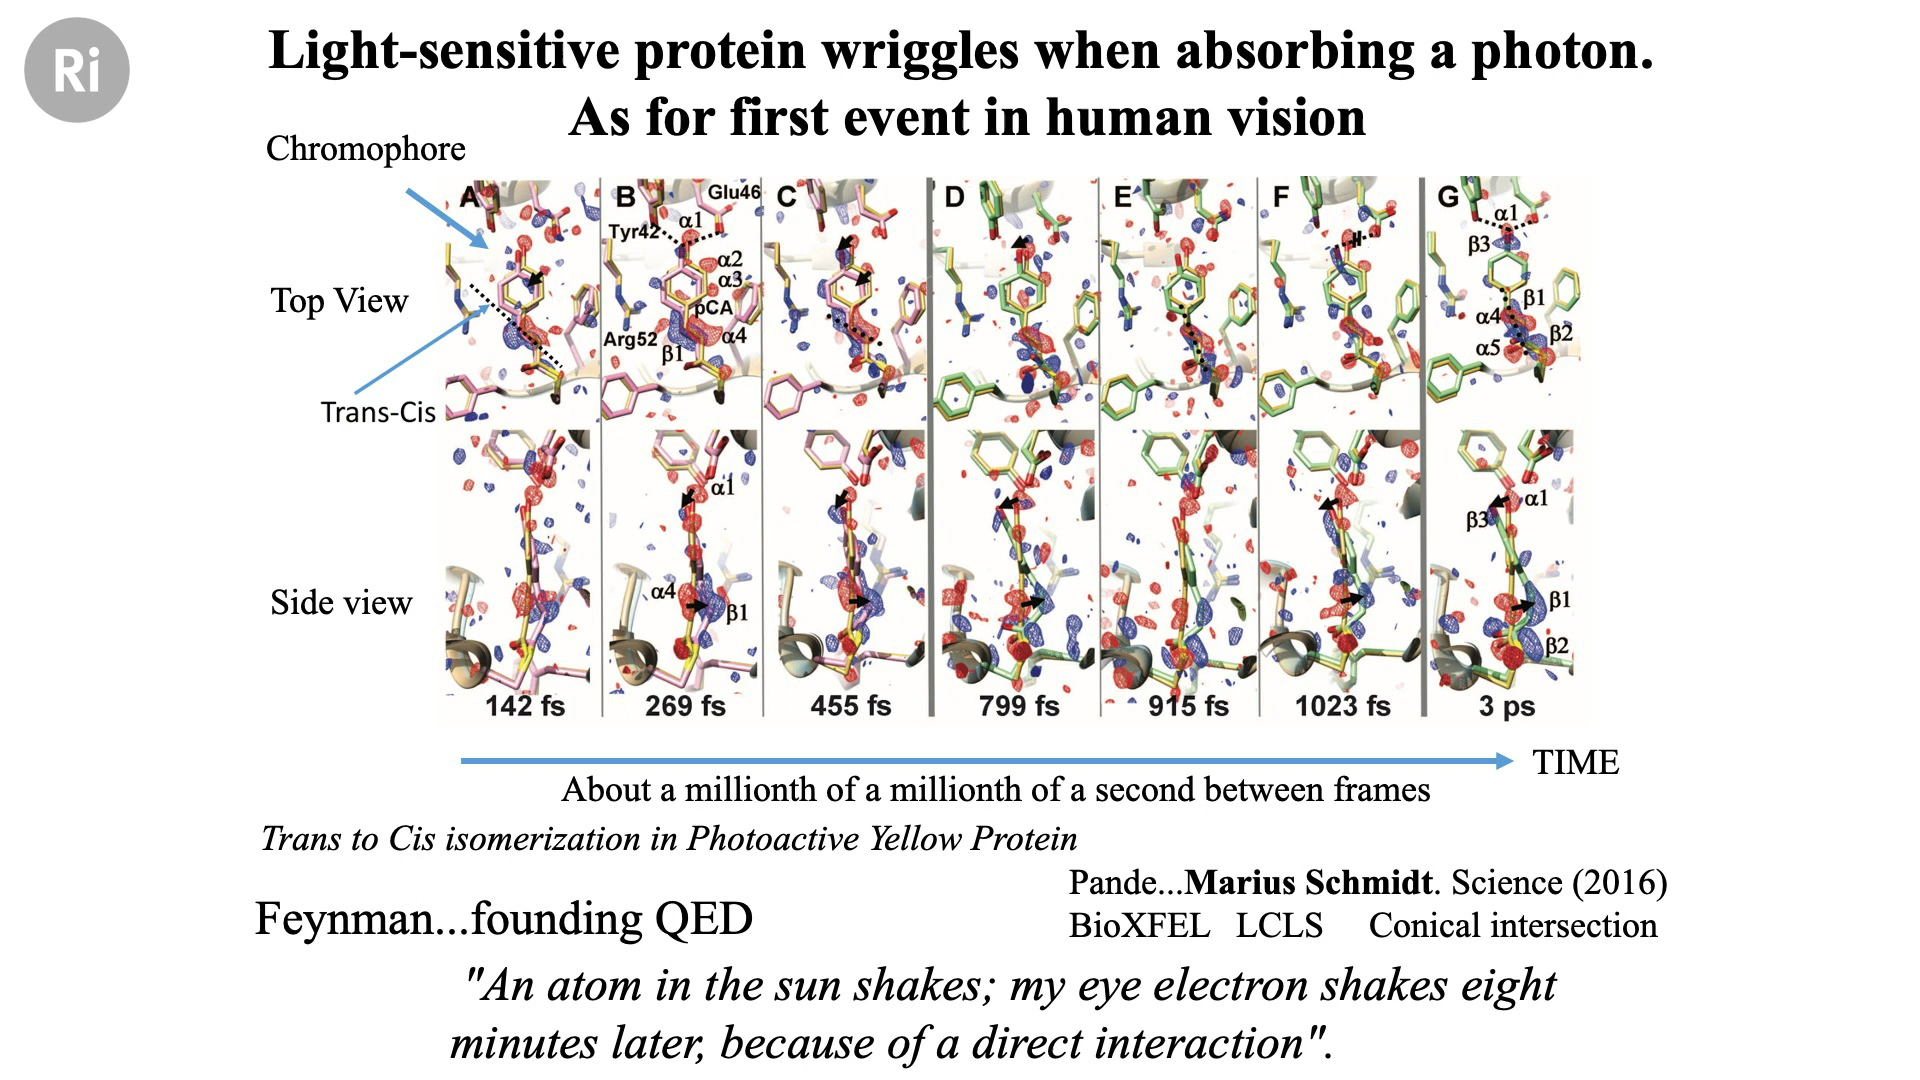 Ri
Light-sensitive protein wriggles when absorbing a photon.
As for first event in human vision
Chromophore
Top View
Trans-Cis
A
B
Glu46
Tyr42
α1
α2
α3
pCA
Arg52
β1
α4
C
D
E
F
G
α1
β3
β1
α4
β2
α5
Side view
α1
α4
β1
α1
β3
β1
β2
142 fs
269 fs
455 fs
799 fs
915 fs
1023 fs
3 ps
TIME
About a millionth of a millionth of a second between frames
Trans to Cis isomerization in Photoactive Yellow Protein
Pande...Marius Schmidt. Science (2016)
BioXFEL LCLS Conical intersection
Feynman...founding QED
"An atom in the sun shakes; my eye electron shakes eight
minutes later, because of a direct interaction".